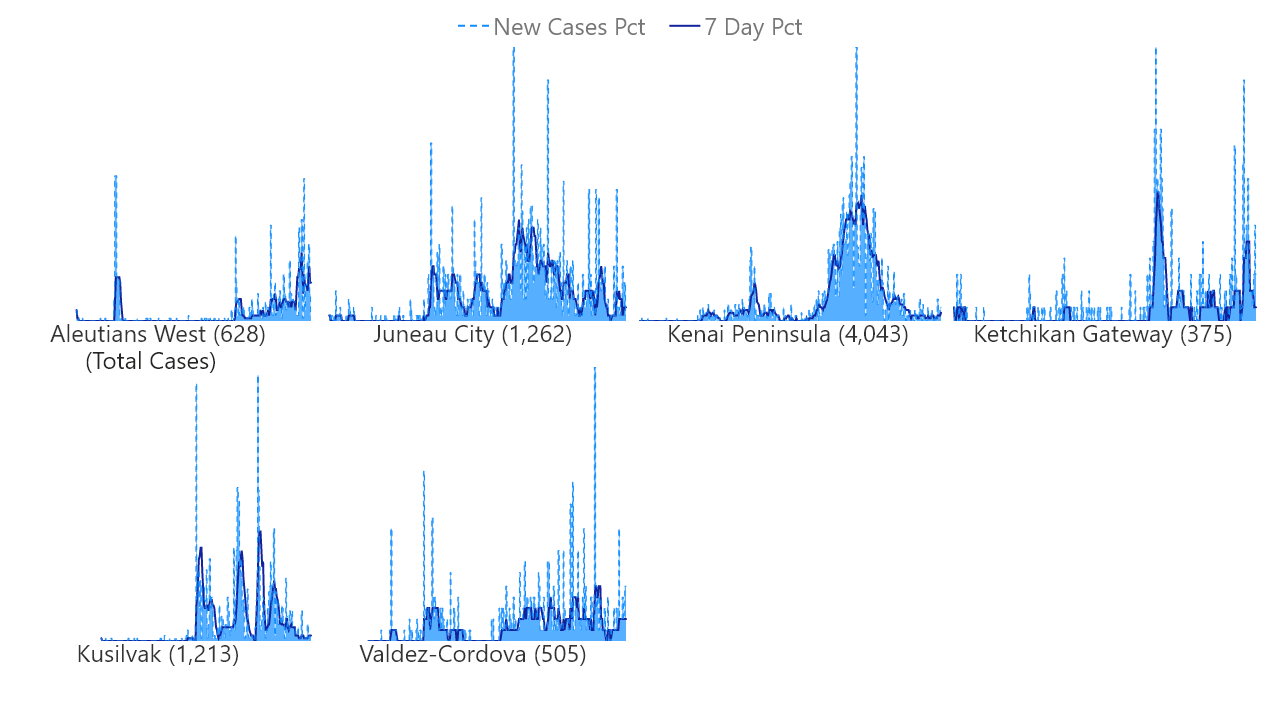 New Cases Pct 7 Day Pct
Aleutians West (628)
(Total Cases)
Juneau City (1,262)
Kenai Peninsula (4,043)
Ketchikan Gateway (375)
Kusilvak (1,213)
Valdez-Cordova (505)